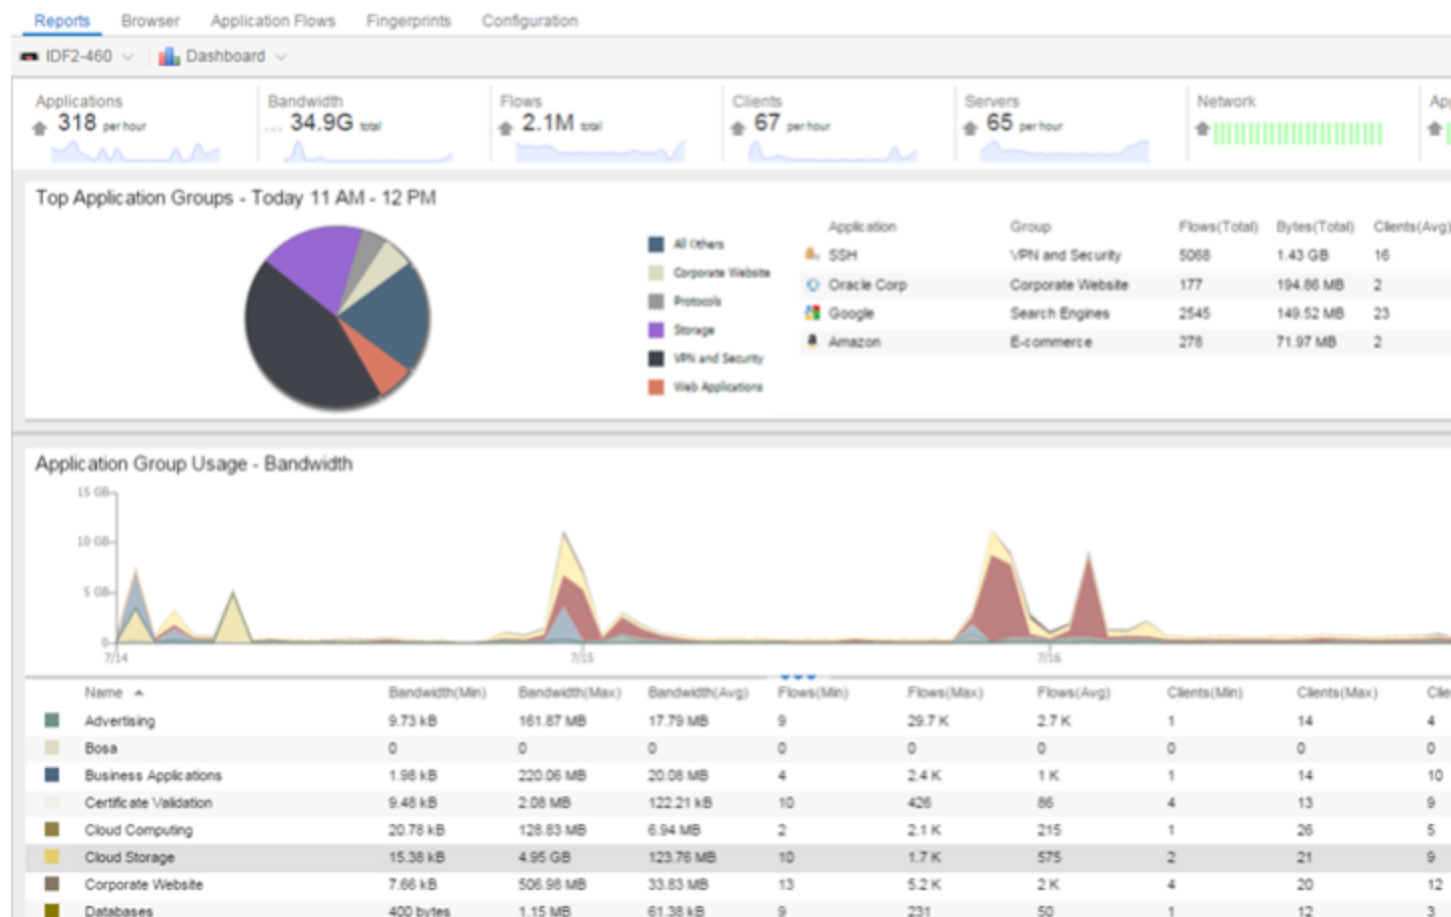 Reports Browser Application Flows Fingerprints Configuration
IDF2-460 Dashboard
Applications Bandwidth Flows Clients Servers Network
318 per hour ... 34.9G total 2.1M total 67 per hour 65 per hour
Top Application Groups - Today 11 AM - 12 PM
All Others
Corporate Website
Protocols
Storage
VPN and Security
Web Applications
Application Group Flows(Total) Bytes(Total) Clients(Avg)
SSH VPN and Security 5068 1.43 GB 16
Oracle Corp Corporate Website 177 194.86 MB 2
Google Search Engines 2545 149.52 MB 23
Amazon E-commerce 278 71.97 MB 2
Application Group Usage - Bandwidth
15 GB
10 GB
5 GB
0
7/14 7/15 7/16
Name Bandwidth(Min) Bandwidth(Max) Bandwidth(Avg) Flows(Min) Flows(Max) Flows(Avg) Clients(Min) Clients(Max)
Advertising 9.73 kB 161.87 MB 17.79 MB 9 29.7 K 2.7 K 1 14 4
Bosa 0 0 0 0 0 0 0 0 0
Business Applications 1.98 kB 220.06 MB 20.08 MB 4 2.4 K 1 K 1 14 10
Certificate Validation 9.48 kB 2.08 MB 122.21 kB 10 426 86 4 13 9
Cloud Computing 20.78 kB 128.83 MB 6.94 MB 2 2.1 K 215 1 26 5
Cloud Storage 15.38 kB 4.95 GB 123.76 MB 10 1.7 K 575 2 21 9
Corporate Website 7.66 kB 506.98 MB 33.83 MB 13 5.2 K 2 K 4 20 12
Databases 400 bytes 1.15 MB 61.38 kB 9 231 50 1 12 3